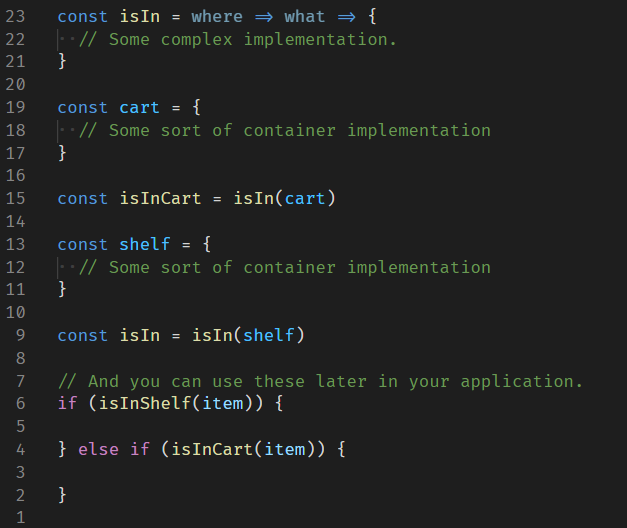 23 const isIn = where => what => {
22 ··// Some complex implementation.
21 }
20
19 const cart = {
18 ··// Some sort of container implementation
17 }
16
15 const isInCart = isIn(cart)
14
13 const shelf = {
12 ··// Some sort of container implementation
11 }
10
9 const isIn = isIn(shelf)
8
7 // And you can use these later in your application.
6 if (isInShelf(item)) {
5
4 } else if (isInCart(item)) {
3
2 }
1